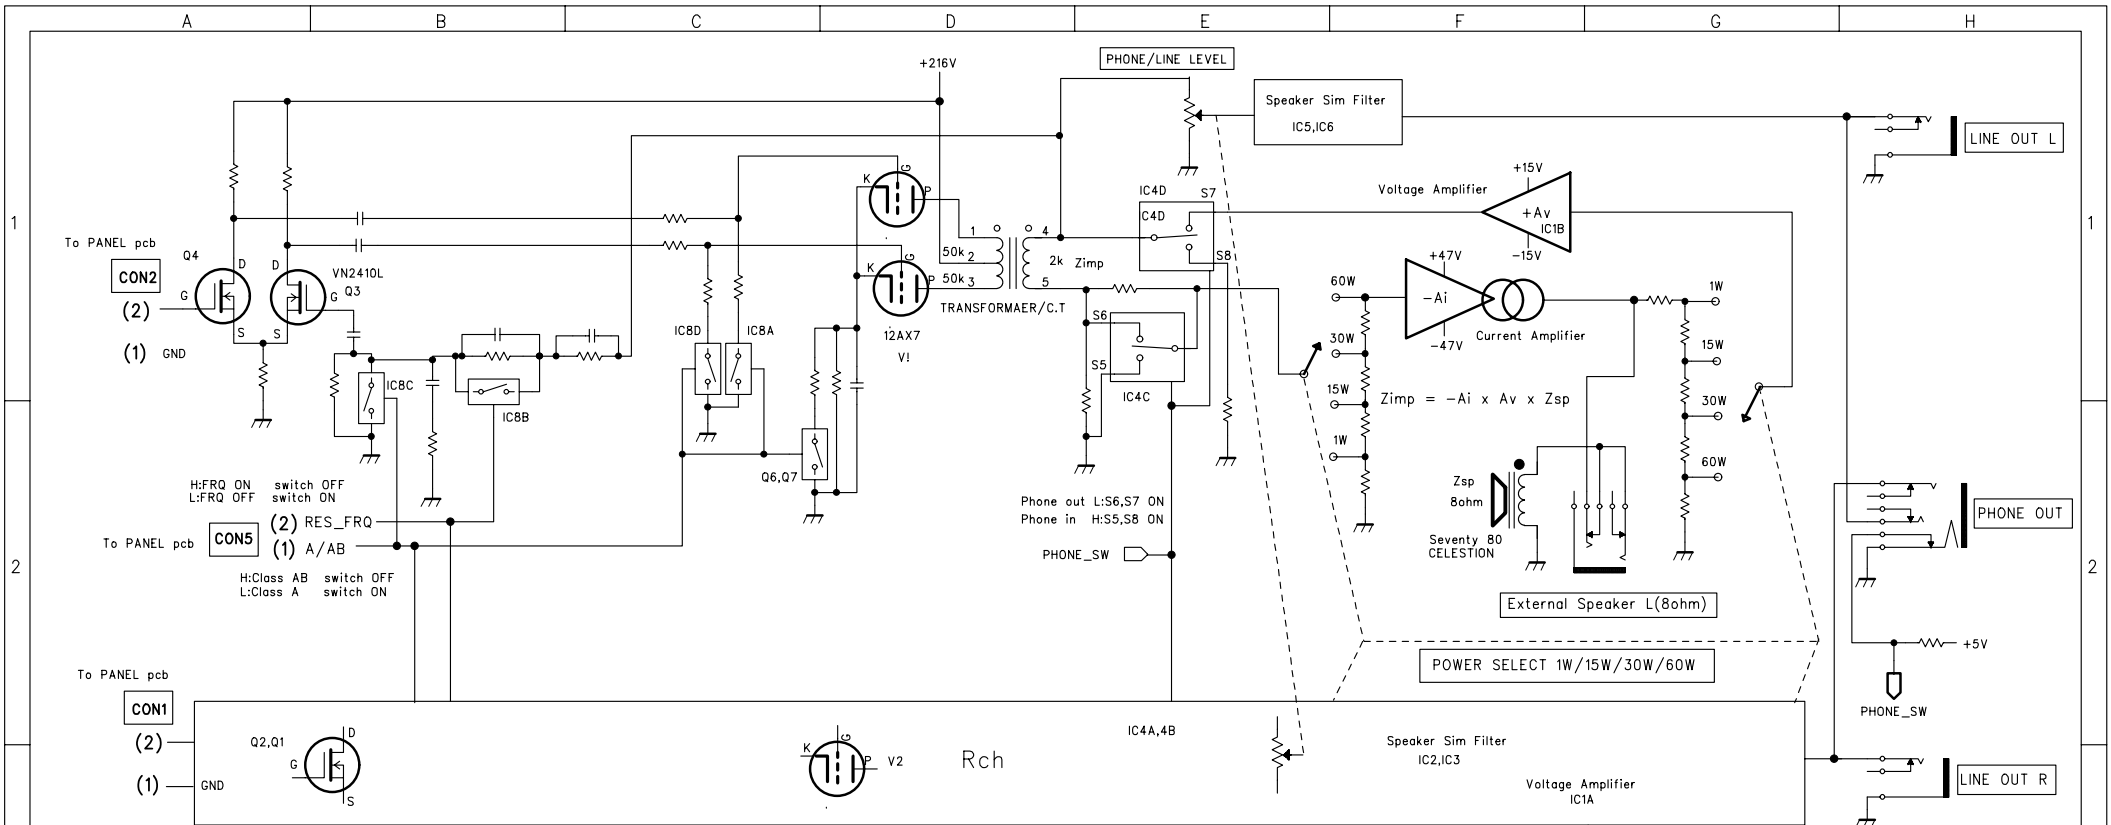 A B C D E F G H
+216V
PHONE/LINE LEVEL
Speaker Sim Filter
IC5,IC6
LINE OUT L
1
To PANEL pcb
CON2
(2)
(1) GND
Q4
D
G
S
D
G
S
VN2410L
Q3
K
G
P
K
G
P
12AX7
V!
1
50k 2
50k 3
4
2k
5
Zimp
TRANSFORMAER/C.T
IC4D
S7
C4D
S8
S6
S5
IC4C
Voltage Amplifier
+15V
+Av
IC1B
-15V
+47V
-Ai
-47V
Current Amplifier
60W
30W
15W
1W
1W
15W
30W
60W
Zimp = -Ai x Av x Zsp
1
IC8C
IC8B
IC8D
IC8A
Q6,Q7
H:FRQ ON switch OFF
L:FRQ OFF switch ON
(2) RES_FRQ
To PANEL pcb
CON5
(1) A/AB
H:Class AB switch OFF
L:Class A switch ON
2
Phone out L:S6,S7 ON
Phone in H:S5,S8 ON
PHONE_SW
Zsp
8ohm
Seventy 80
CELESTION
External Speaker L(8ohm)
PHONE OUT
2
POWER SELECT 1W/15W/30W/60W
+5V
PHONE_SW
To PANEL pcb
CON1
(2)
(1) GND
Q2,Q1
D
G
S
K
G
P
V2
Rch
IC4A,4B
Speaker Sim Filter
IC2,IC3
Voltage Amplifier
IC1A
LINE OUT R